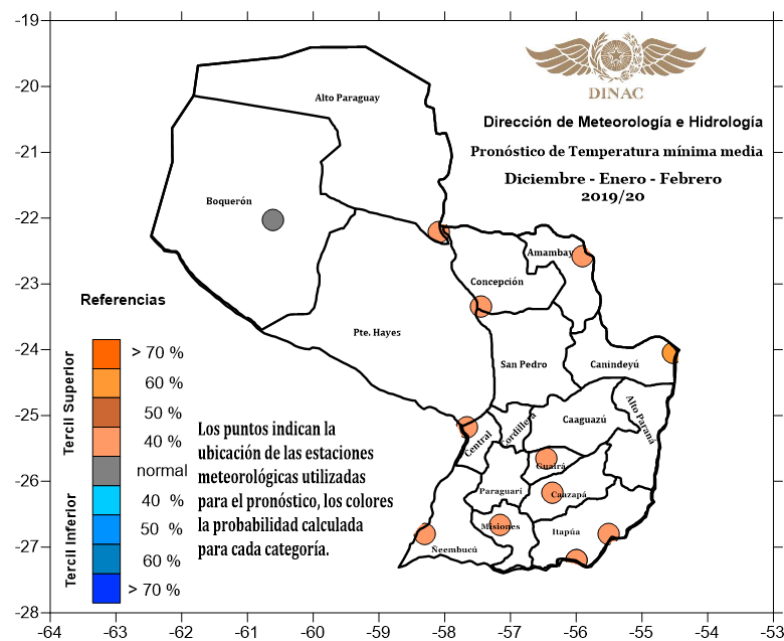 -19
-20
-21
-22
-23
-24
-25
-26
-27
-28
-64
-63
-62
-61
-60
-59
-58
-57
-56
-55
-54
-53
DINAC
Dirección de Meteorología e Hidrología
Pronóstico de Temperatura mínima media
Diciembre - Enero - Febrero
2019/20
Alto Paraguay
Boquerón
Amambay
Concepción
Pte. Hayes
San Pedro
Canindeyú
Alto Paraná
Caaguazú
Cordillera
Central
Guairá
Caazapá
Paraguarí
Misiones
Itapúa
Ñeembucú
Referencias
Tercil Superior
> 70 %
60 %
50 %
40 %
normal
Tercil Inferior
40 %
50 %
60 %
> 70 %
Los puntos indican la
ubicación de las estaciones
meteorológicas utilizadas
para el pronóstico, los colores
la probabilidad calculada
para cada categoría.